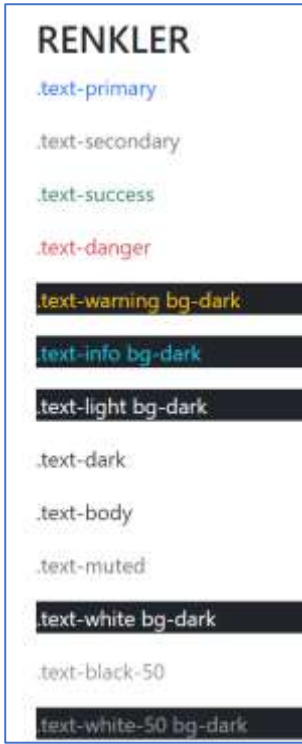 RENKLER
.text-primary
.text-secondary
.text-success
.text-danger
.text-warning bg-dark
.text-info bg-dark
.text-light bg-dark
.text-dark
.text-body
.text-muted
.text-white bg-dark
.text-black-50
.text-white-50 bg-dark